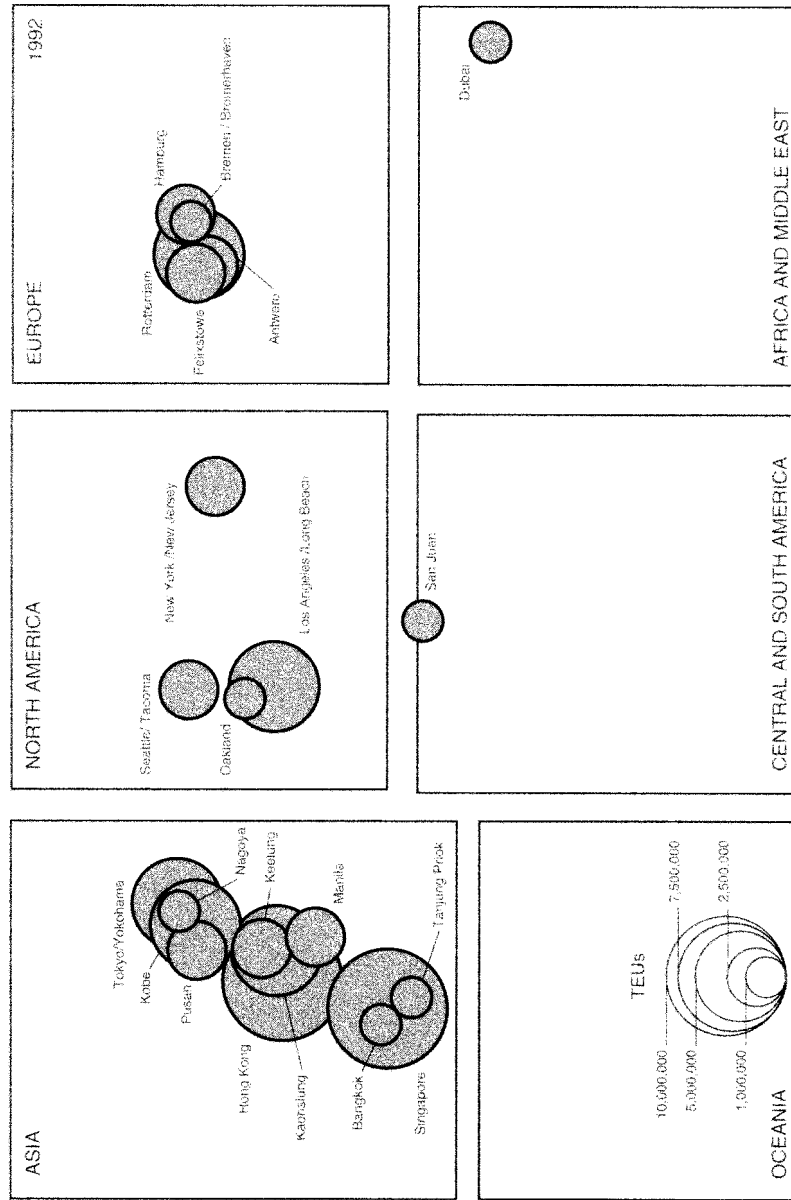 1992
ASIA
Tokyo/Yokohama
Kobe
Nagoya
Pusan
Keelung
Hong Kong
Manila
Kaohsiung
Bangkok
Tanjung Priok
Singapore
NORTH AMERICA
Seattle/ Tacoma
New York /New Jersey
Oakland
Los Angeles /Long Beach
EUROPE
Hamburg
Bremen / Bremerhaven
Rotterdam
Felixstowe
Antwerp
OCEANIA
TEUs
10,000,000
7,500,000
5,000,000
2,500,000
1,000,000
CENTRAL AND SOUTH AMERICA
San Juan
AFRICA AND MIDDLE EAST
Dubai